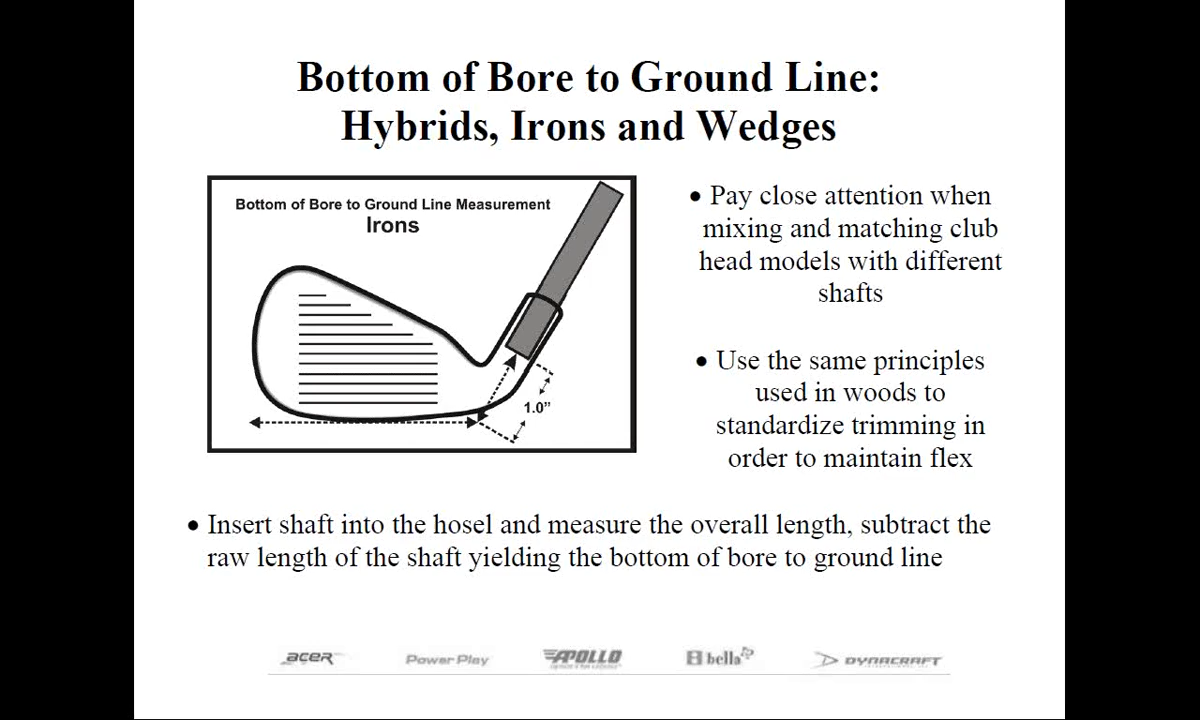 Bottom of Bore to Ground Line:
Hybrids, Irons and Wedges
Bottom of Bore to Ground Line Measurement
Irons
1.0”
• Pay close attention when
mixing and matching club
head models with different
shafts
• Use the same principles
used in woods to
standardize trimming in
order to maintain flex
• Insert shaft into the hosel and measure the overall length, subtract the
raw length of the shaft yielding the bottom of bore to ground line
acer
Power Play
APOLLO
bella
DYNACRAFT